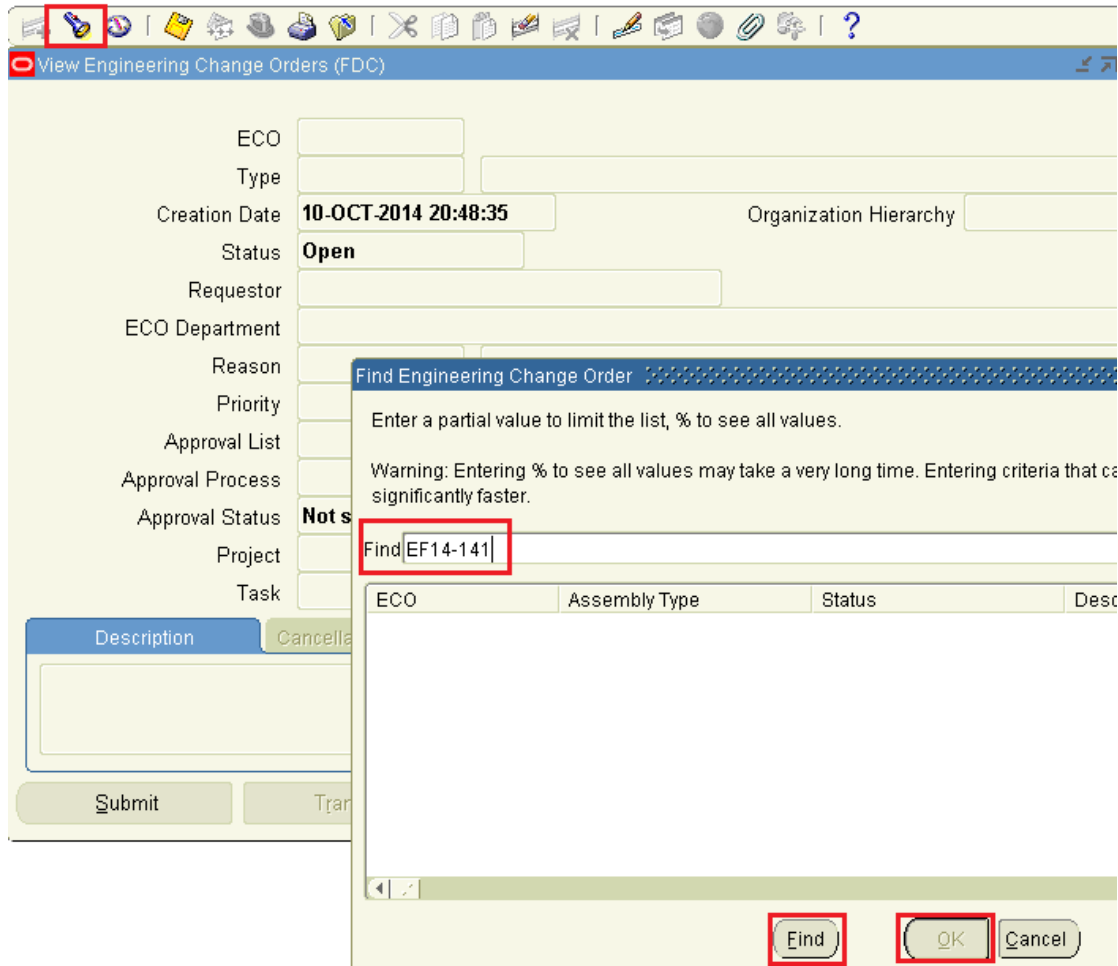 View Engineering Change Orders (FDC)
ECO
Type
Creation Date 10-OCT-2014 20:48:35 Organization Hierarchy
Status Open
Requestor
ECO Department
Reason
Find Engineering Change Order
Priority
Enter a partial value to limit the list, % to see all values.
Approval List
Warning: Entering % to see all values may take a very long time. Entering criteria that ca
Approval Process
significantly faster.
Approval Status Not s
Find EF14-141
Project
Task
ECO Assembly Type Status Desc
Description Cancella
Submit Tran
Find OK Cancel